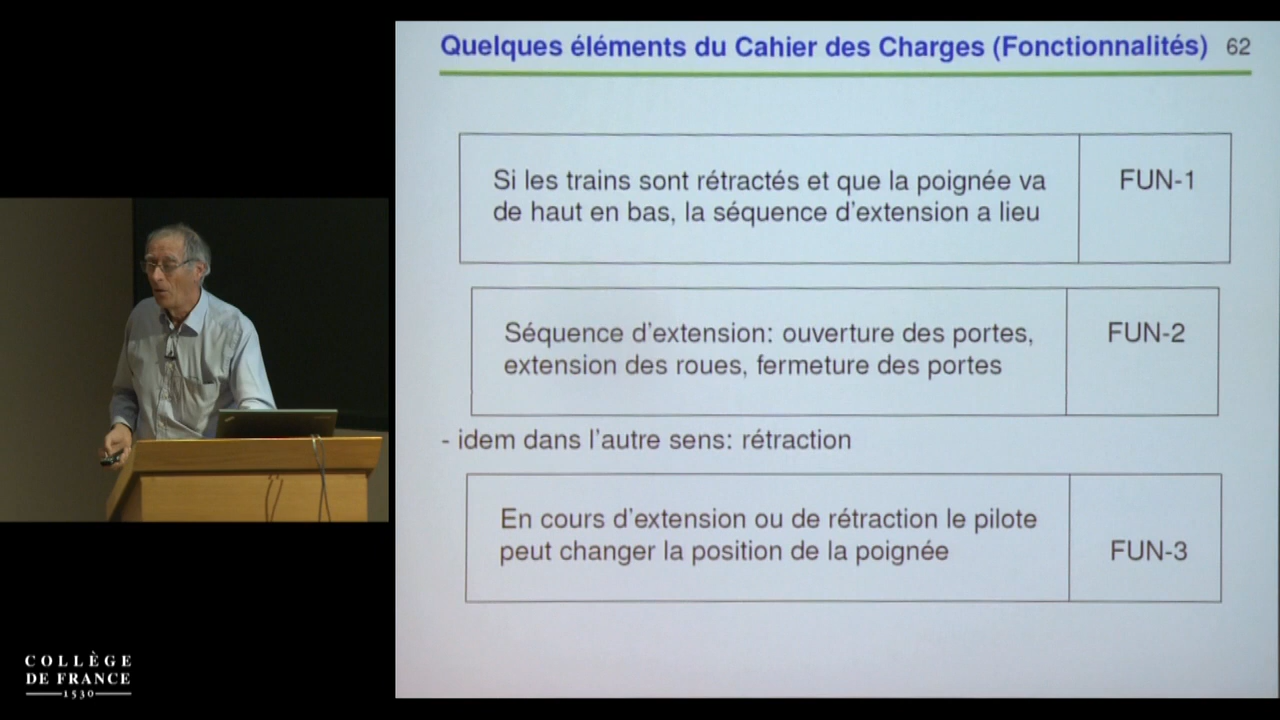 Quelques éléments du Cahier des Charges (Fonctionnalités) 62
Si les trains sont rétractés et que la poignée va
de haut en bas, la séquence d'extension a lieu
FUN-1
Séquence d'extension: ouverture des portes,
extension des roues, fermeture des portes
FUN-2
- idem dans l'autre sens: rétraction
En cours d'extension ou de rétraction le pilote
peut changer la position de la poignée
FUN-3
COLLÈGE
DE FRANCE
1530